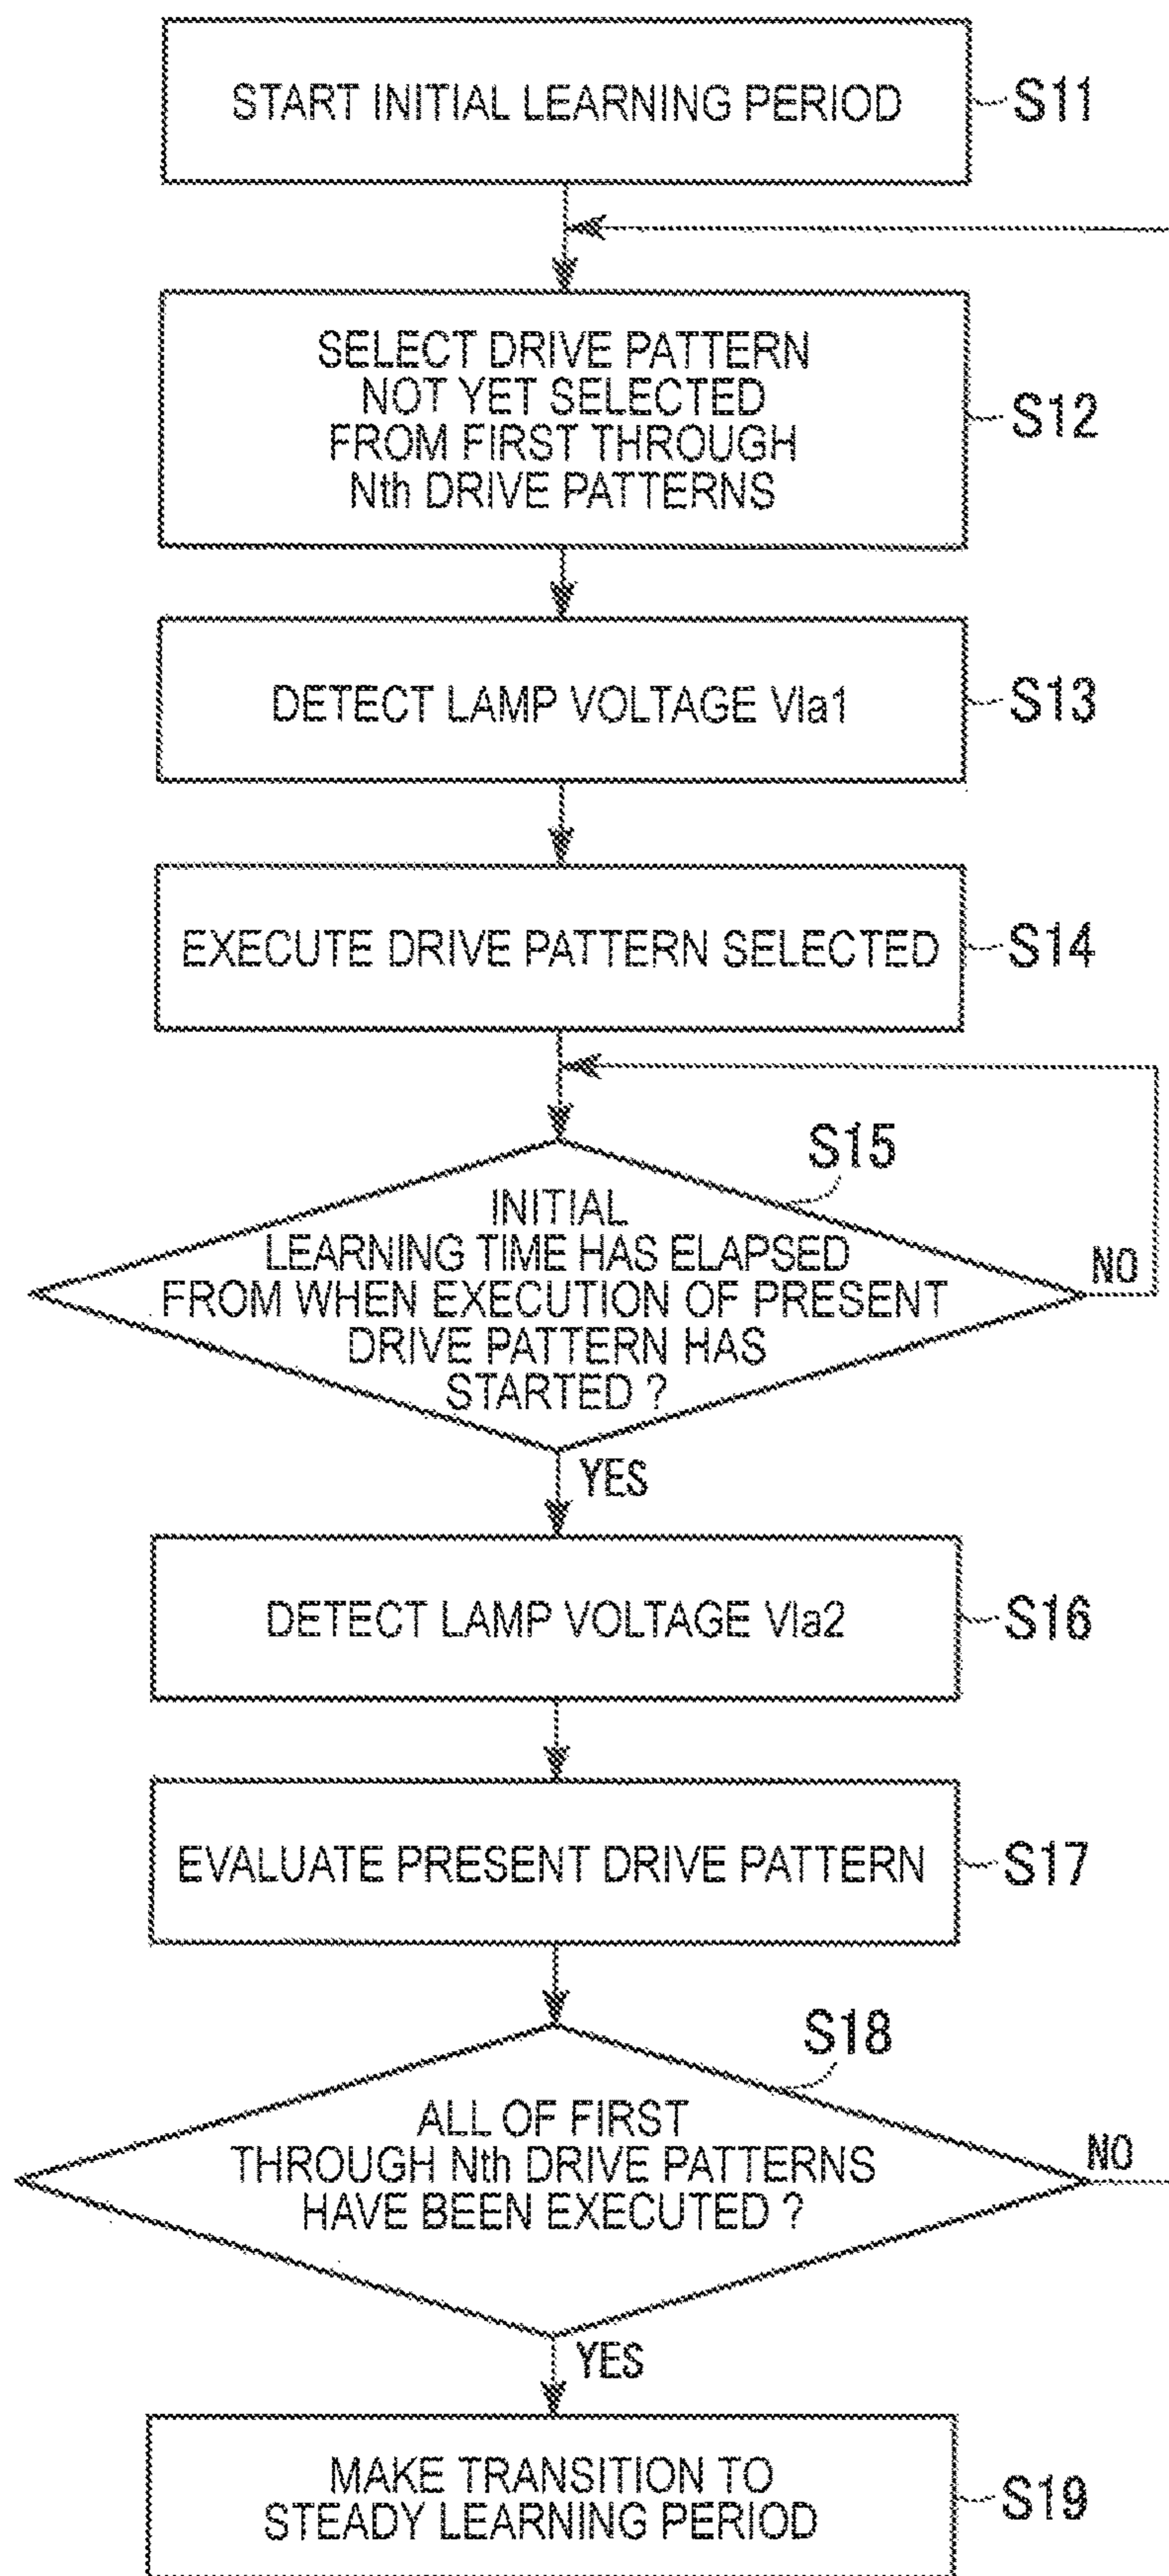 START INITIAL LEARNING PERIOD
S11
SELECT DRIVE PATTERN
NOT YET SELECTED
FROM FIRST THROUGH
Nth DRIVE PATTERNS
S12
DETECT LAMP VOLTAGE Vla1
S13
EXECUTE DRIVE PATTERN SELECTED
S14
S15
INITIAL
LEARNING TIME HAS ELAPSED
FROM WHEN EXECUTION OF PRESENT
DRIVE PATTERN HAS
STARTED ?
NO
YES
DETECT LAMP VOLTAGE Vla2
S16
EVALUATE PRESENT DRIVE PATTERN
S17
S18
ALL OF FIRST
THROUGH Nth DRIVE PATTERNS
HAVE BEEN EXECUTED ?
NO
YES
MAKE TRANSITION TO
STEADY LEARNING PERIOD
S19